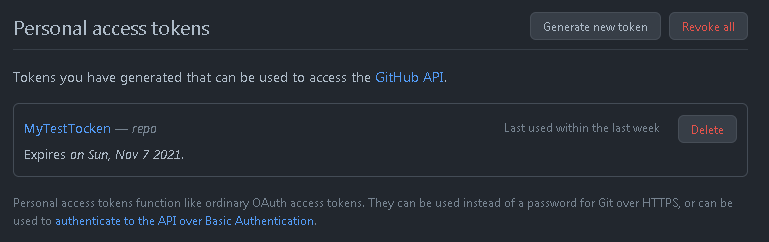 Personal access tokens
Generate new token
Revoke all
Tokens you have generated that can be used to access the GitHub API.
MyTestTocken — repo
Last used within the last week
Delete
Expires on Sun, Nov 7 2021.
Personal access tokens function like ordinary OAuth access tokens. They can be used instead of a password for Git over HTTPS, or can be
used to authenticate to the API over Basic Authentication.